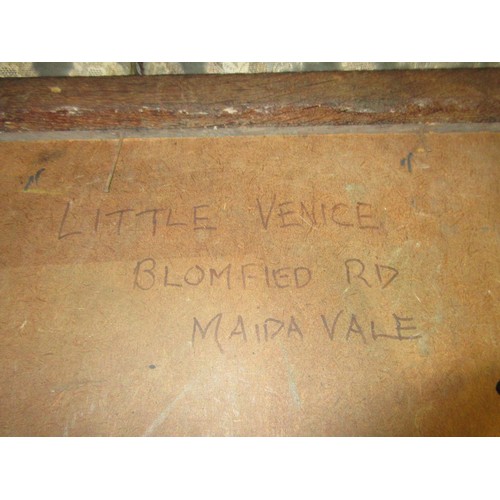 LITTLE VENICE
BLOMFIED RD
MAIDA VALE